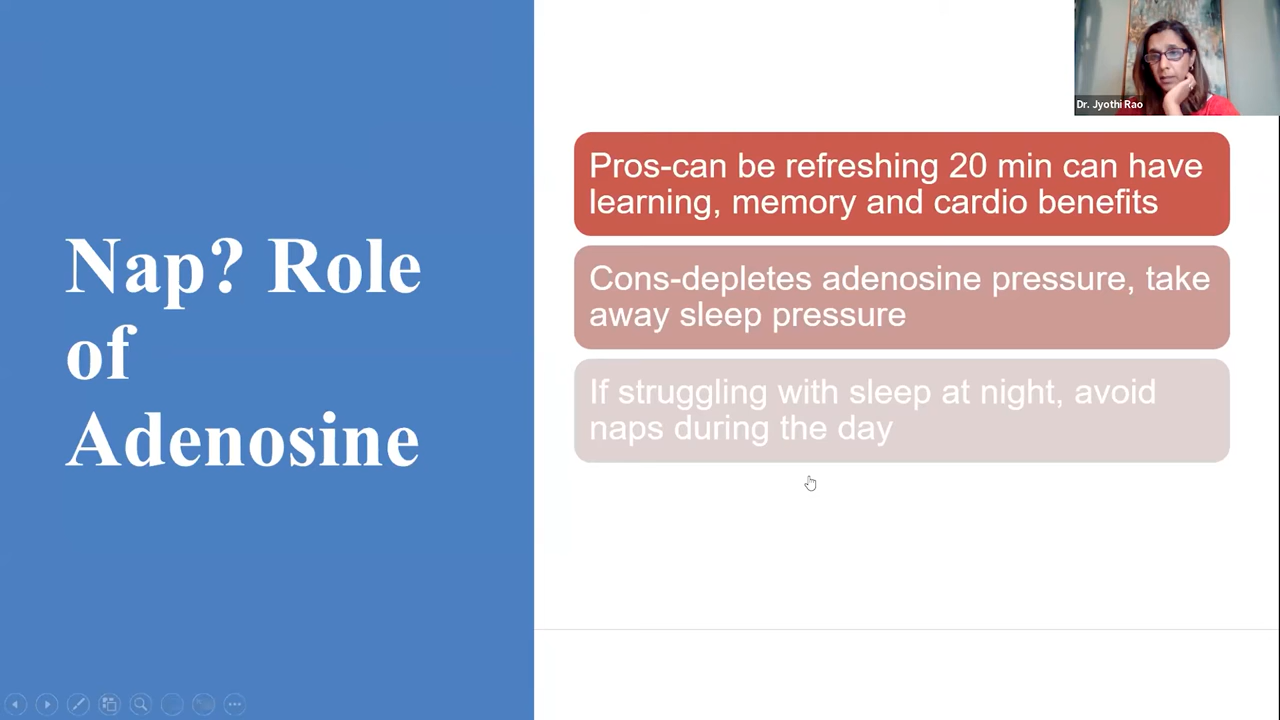 Dr. Jyothi Rao
Nap? Role
of
Adenosine
Pros-can be refreshing 20 min can have
learning, memory and cardio benefits
Cons-depletes adenosine pressure, take
away sleep pressure
If struggling with sleep at night, avoid
naps during the day